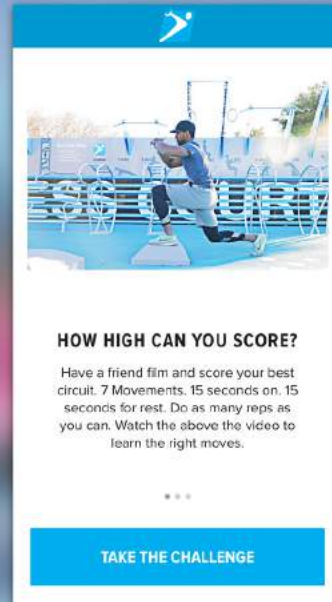 HOW HIGH CAN YOU SCORE?
Have a friend film and score your best
circuit. 7 Movements. 15 seconds on. 15
seconds for rest. Do as many reps as
you can. Watch the above the video to
learn the right moves.
TAKE THE CHALLENGE